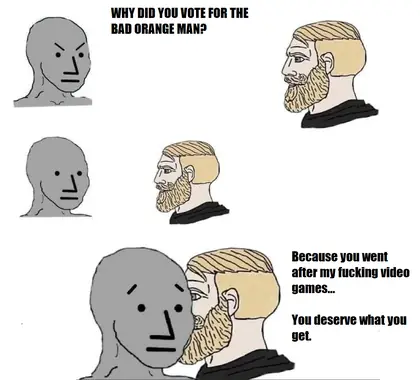 WHY DID YOU VOTE FOR THE
BAD ORANGE MAN?
Because you went
after my fucking video
games...
You deserve what you
get.